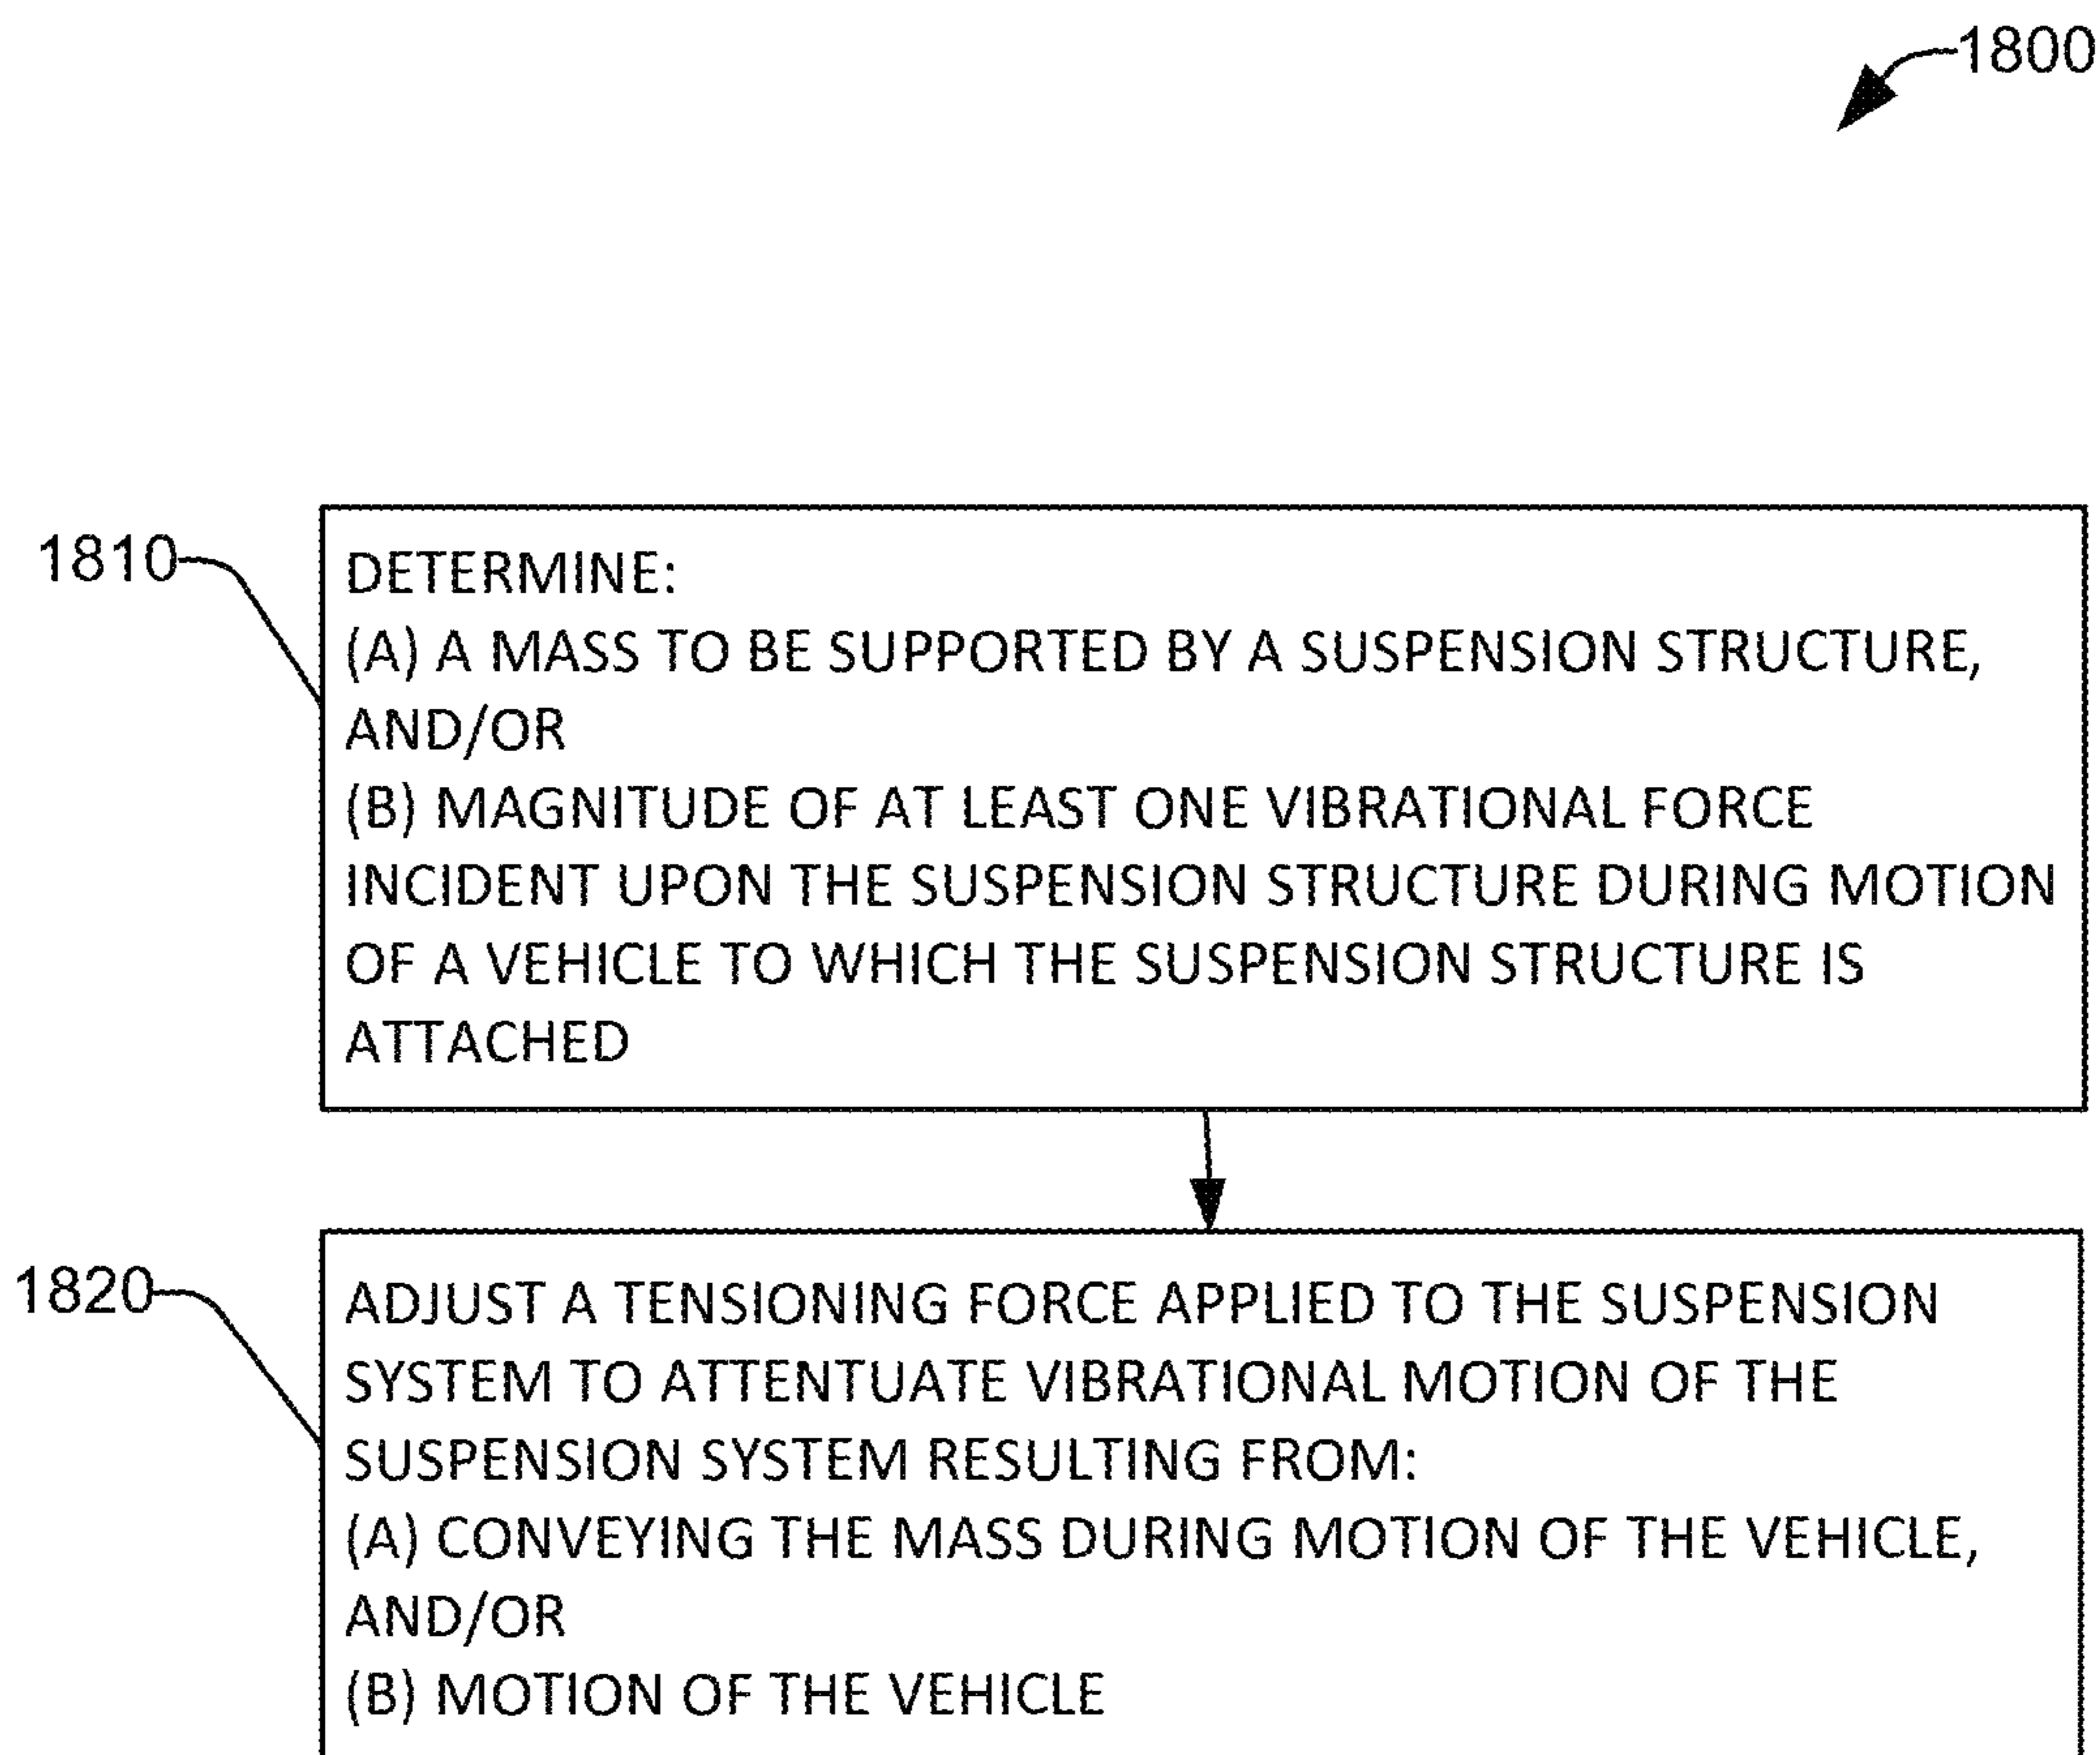 1800
1810
DETERMINE:
(A) A MASS TO BE SUPPORTED BY A SUSPENSION STRUCTURE,
AND/OR
(B) MAGNITUDE OF AT LEAST ONE VIBRATIONAL FORCE
INCIDENT UPON THE SUSPENSION STRUCTURE DURING MOTION
OF A VEHICLE TO WHICH THE SUSPENSION STRUCTURE IS
ATTACHED
1820
ADJUST A TENSIONING FORCE APPLIED TO THE SUSPENSION
SYSTEM TO ATTENTUATE VIBRATIONAL MOTION OF THE
SUSPENSION SYSTEM RESULTING FROM:
(A) CONVEYING THE MASS DURING MOTION OF THE VEHICLE,
AND/OR
(B) MOTION OF THE VEHICLE